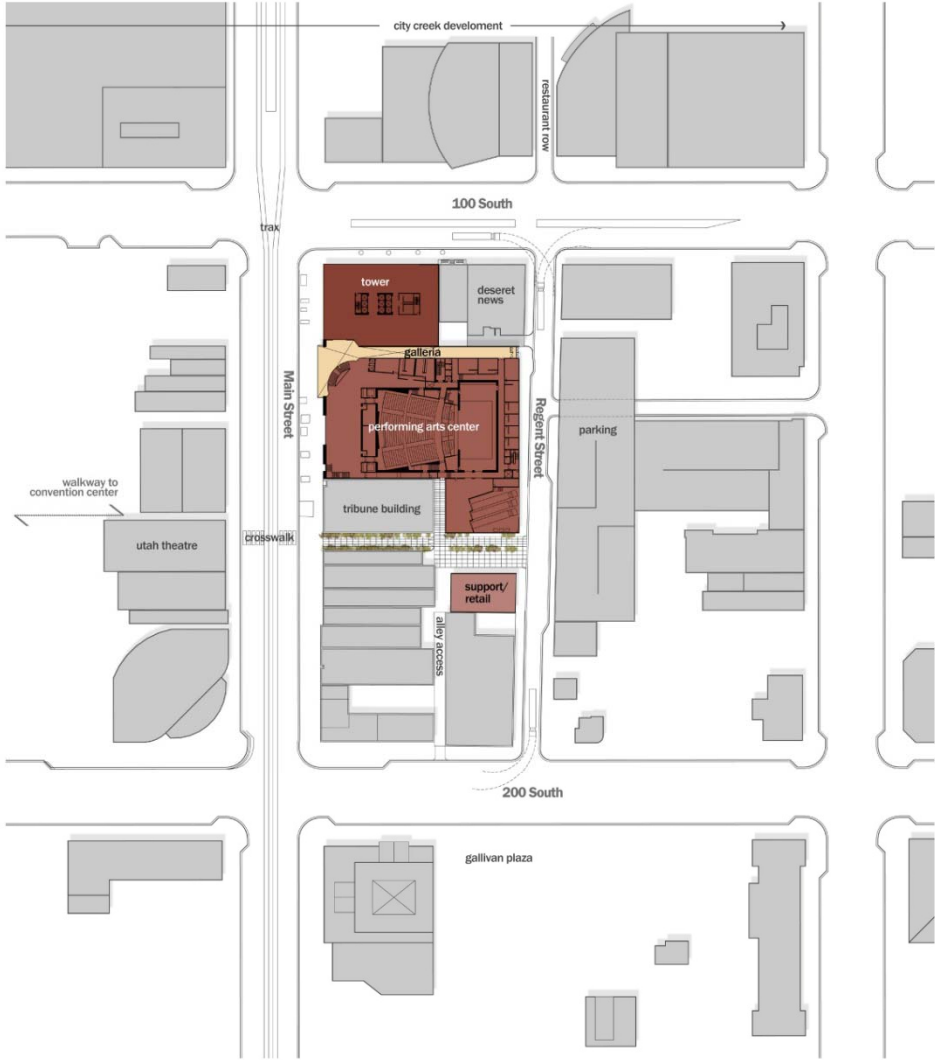 city creek develoment
restaurant row
100 South
trax
tower
deseret
news
galleria
Main Street
performing arts center
Regent Street
parking
walkway to
convention center
tribune building
utah theatre
crosswalk
support/
retail
alley access
200 South
gallivan plaza